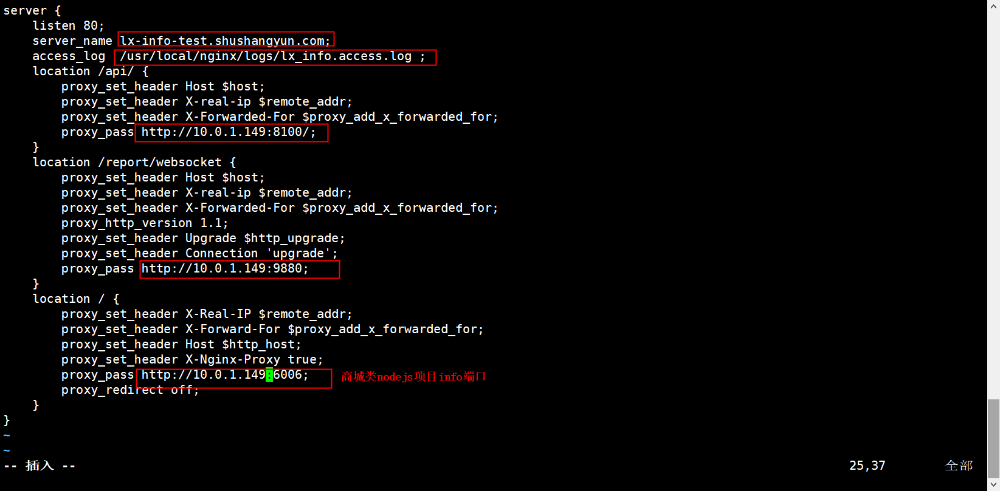 server {
    listen 80;
    server_name lx-info-test.shushangyun.com;
    access_log  /usr/local/nginx/logs/lx_info.access.log ;
    location /api/ {
        proxy_set_header Host $host;
        proxy_set_header X-real-ip $remote_addr;
        proxy_set_header X-Forwarded-For $proxy_add_x_forwarded_for;
        proxy_pass http://10.0.1.149:8100/;
    }
    location /report/websocket {
        proxy_set_header Host $host;
        proxy_set_header X-real-ip $remote_addr;
        proxy_set_header X-Forwarded-For $proxy_add_x_forwarded_for;
        proxy_http_version 1.1;
        proxy_set_header Upgrade $http_upgrade;
        proxy_set_header Connection 'upgrade';
        proxy_pass http://10.0.1.149:9880;
    }
    location / {
        proxy_set_header X-Real-IP $remote_addr;
        proxy_set_header X-Forward-For $proxy_add_x_forwarded_for;
        proxy_set_header Host $http_host;
        proxy_set_header X-Nginx-Proxy true;
        proxy_pass http://10.0.1.149:6006; 商城类nodejs项目info端口
        proxy_redirect off;
    }
}
~
~
-- 插入 -- 25,37 全部